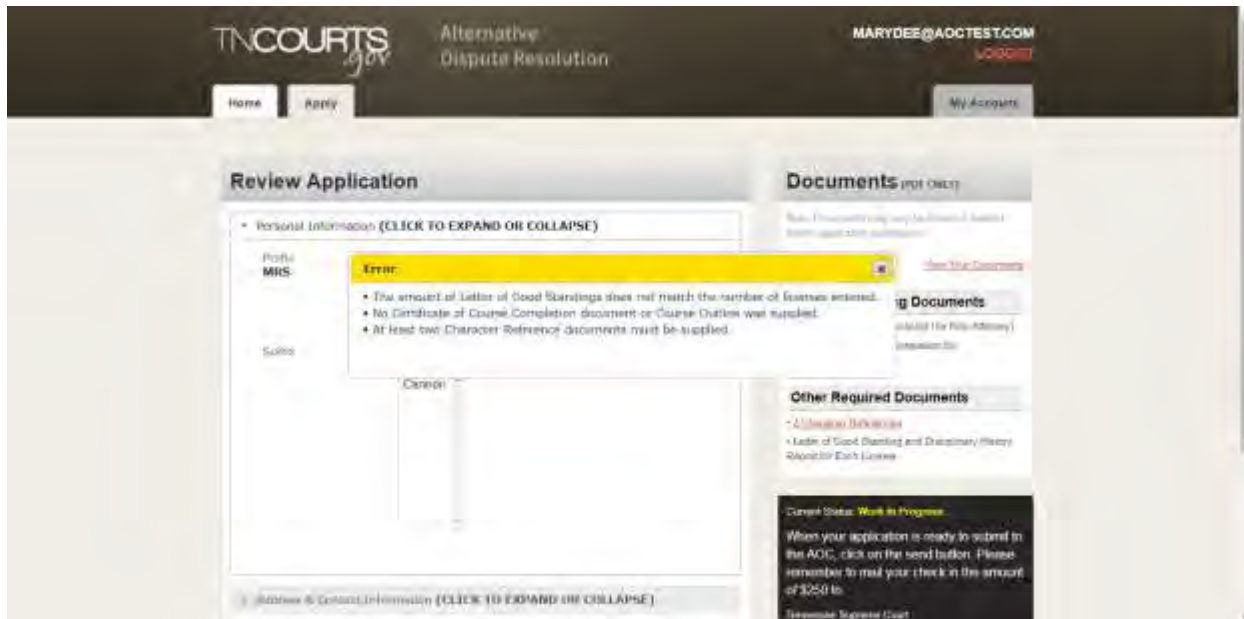 TNCOURTS
.gov
Alternative
Dispute Resolution
MARYDEE@AOCTEST.COM
LOGOUT
Home
Apply
My Account
Review Application
Personal Information (CLICK TO EXPAND OR COLLAPSE)
Prefix
MRS
Suffix
Cannon
Error
• The amount of Letter of Good Standings does not match the number of licenses entered.
• No Certificate of Course Completion document or Course Outline was supplied.
• At least two Character Reference documents must be supplied.
Address & Contact Information (CLICK TO EXPAND OR COLLAPSE)
Documents (PDF ONLY)
View Your Documents
g Documents
Other Required Documents
• 2 Character References
• Letter of Good Standing and Disciplinary History
Report for Each License
Current Status: Work In Progress
When your application is ready to submit to
the AOC, click on the send button. Please
remember to mail your check in the amount
of $250 to:
Tennessee Supreme Court